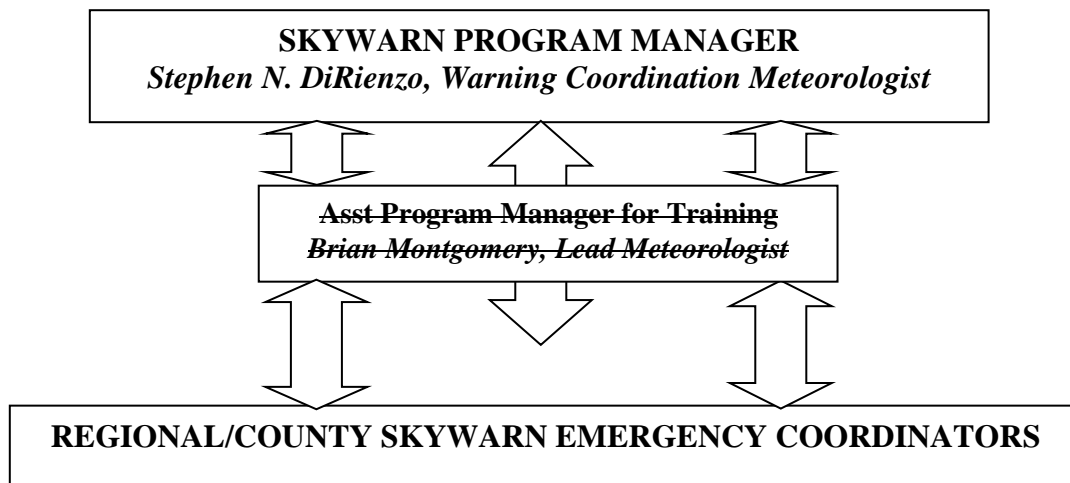 SKYWARN PROGRAM MANAGER
Stephen N. DiRienzo, Warning Coordination Meteorologist
Asst Program Manager for Training
Brian Montgomery, Lead Meteorologist
REGIONAL/COUNTY SKYWARN EMERGENCY COORDINATORS